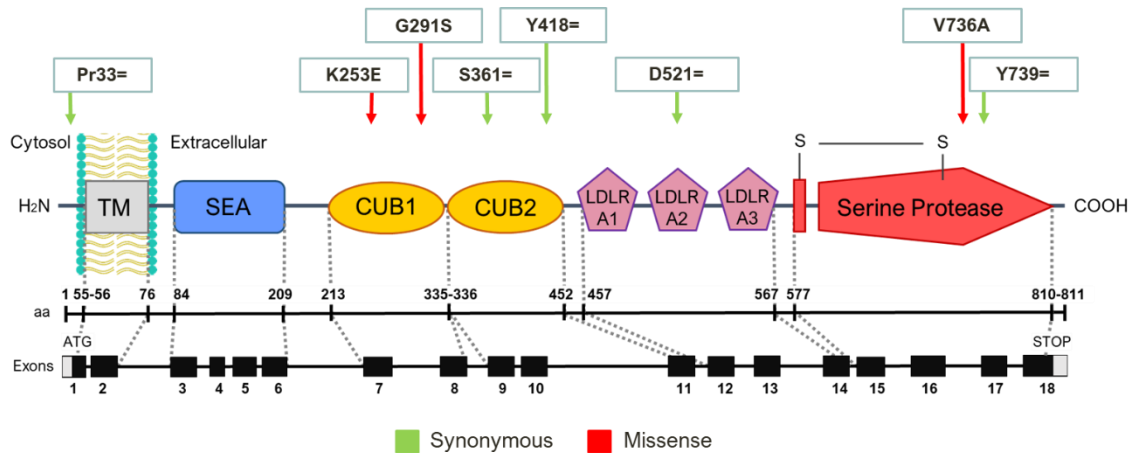 G291S Y418= V736A
Pr33= K253E S361= D521= Y739=
Cytosol Extracellular S S
H₂N TM SEA CUB1 CUB2 LDLR A1 LDLR A2 LDLR A3 Serine Protease COOH
1 55-56 76 84 209 213 335-336 452 457 567 577 810-811
aa
ATG STOP
Exons
1 2 3 4 5 6 7 8 9 10 11 12 13 14 15 16 17 18
Synonymous Missense